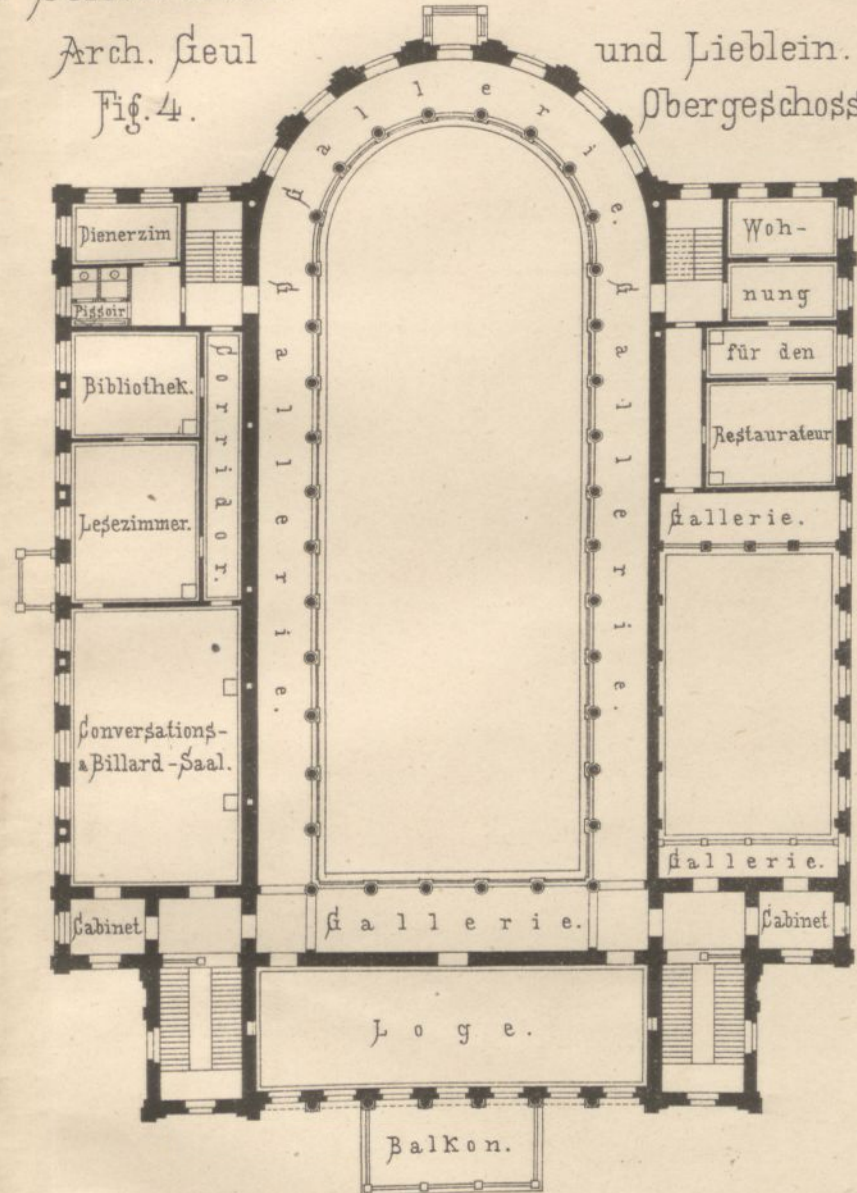 Arch. Geul und Lieblein.
Fig. 4. Obergeschoss
Gallerie.
Dienerzim
Pissoir
Bibliothek.
Corridor.
Lesezimmer.
Conversations-
& Billard-Saal.
Cabinet
Gallerie.
Gallerie.
Woh-
nung
für den
Restaurateur
Gallerie.
Gallerie.
Cabinet
Gallerie.
Loge.
Balkon.